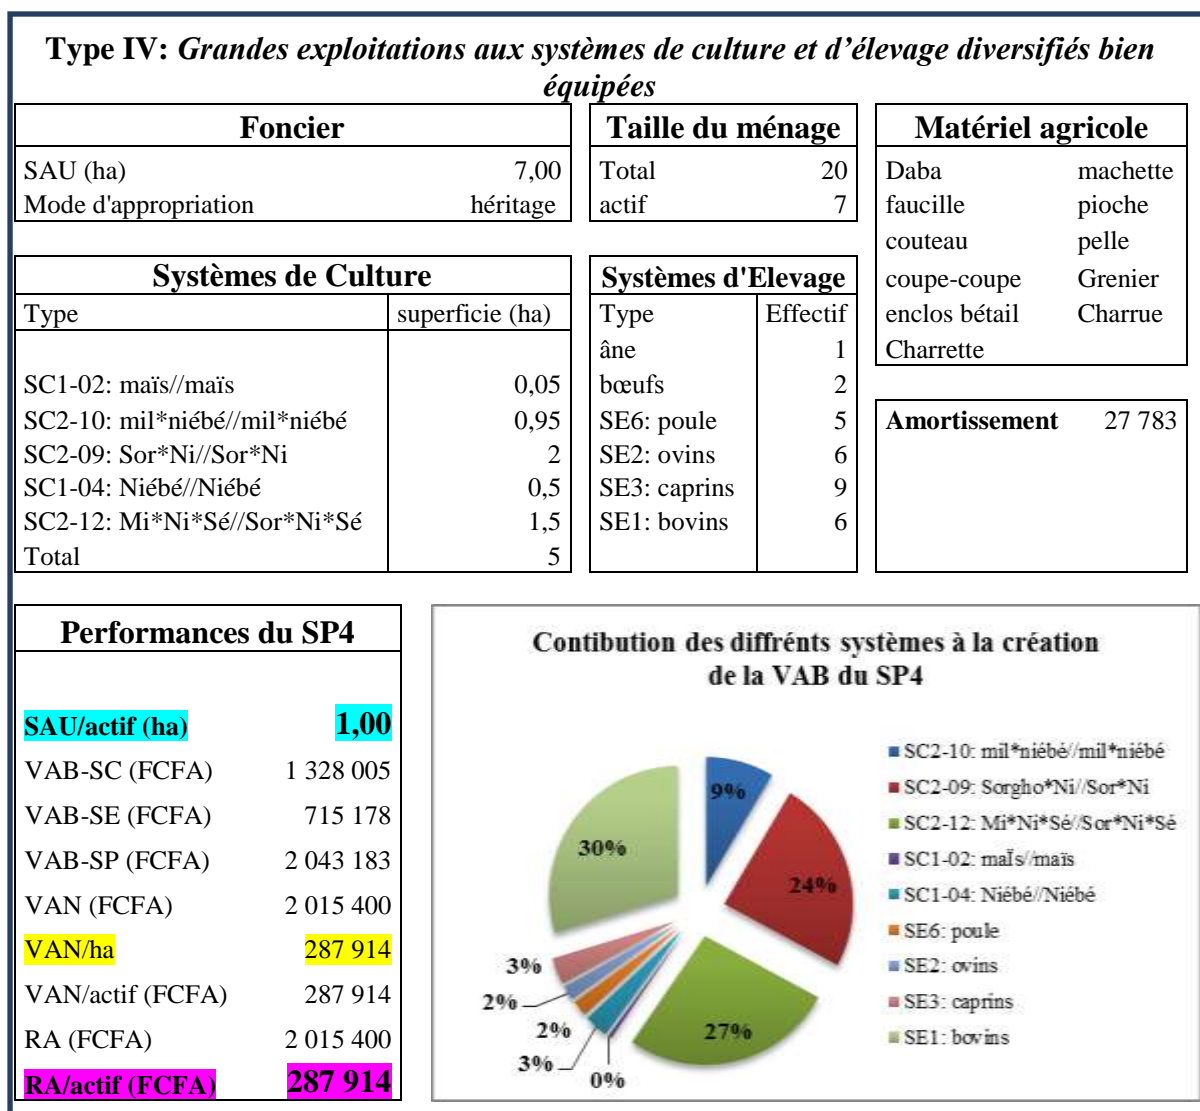 Type IV: Grandes exploitations aux systèmes de culture et d'élevage diversifiés bien
équipées
Foncier
SAU (ha) 7,00
Mode d'appropriation héritage
Taille du ménage
Total 20
actif 7
Matériel agricole
Daba machette
faucille pioche
couteau pelle
coupe-coupe Grenier
enclos bétail Charrue
Charrette
Systèmes de Culture
Type superficie (ha)
SC1-02: maïs//maïs 0,05
SC2-10: mil*niébé//mil*niébé 0,95
SC2-09: Sor*Ni//Sor*Ni 2
SC1-04: Niébé//Niébé 0,5
SC2-12: Mi*Ni*Sé//Sor*Ni*Sé 1,5
Total 5
Systèmes d'Elevage
Type Effectif
âne 1
bœufs 2
SE6: poule 5
SE2: ovins 6
SE3: caprins 9
SE1: bovins 6
Amortissement 27 783
Performances du SP4
SAU/actif (ha) 1,00
VAB-SC (FCFA) 1 328 005
VAB-SE (FCFA) 715 178
VAB-SP (FCFA) 2 043 183
VAN (FCFA) 2 015 400
VAN/ha 287 914
VAN/actif (FCFA) 287 914
RA (FCFA) 2 015 400
RA/actif (FCFA) 287 914
Contibution des diffrénts systèmes à la création
de la VAB du SP4
9%
24%
27%
0%
3%
2%
2%
3%
30%
SC2-10: mil*niébé//mil*niébé
SC2-09: Sorgho*Ni//Sor*Ni
SC2-12: Mi*Ni*Sé//Sor*Ni*Sé
SC1-02: maÏs//maïs
SC1-04: Niébé//Niébé
SE6: poule
SE2: ovins
SE3: caprins
SE1: bovins